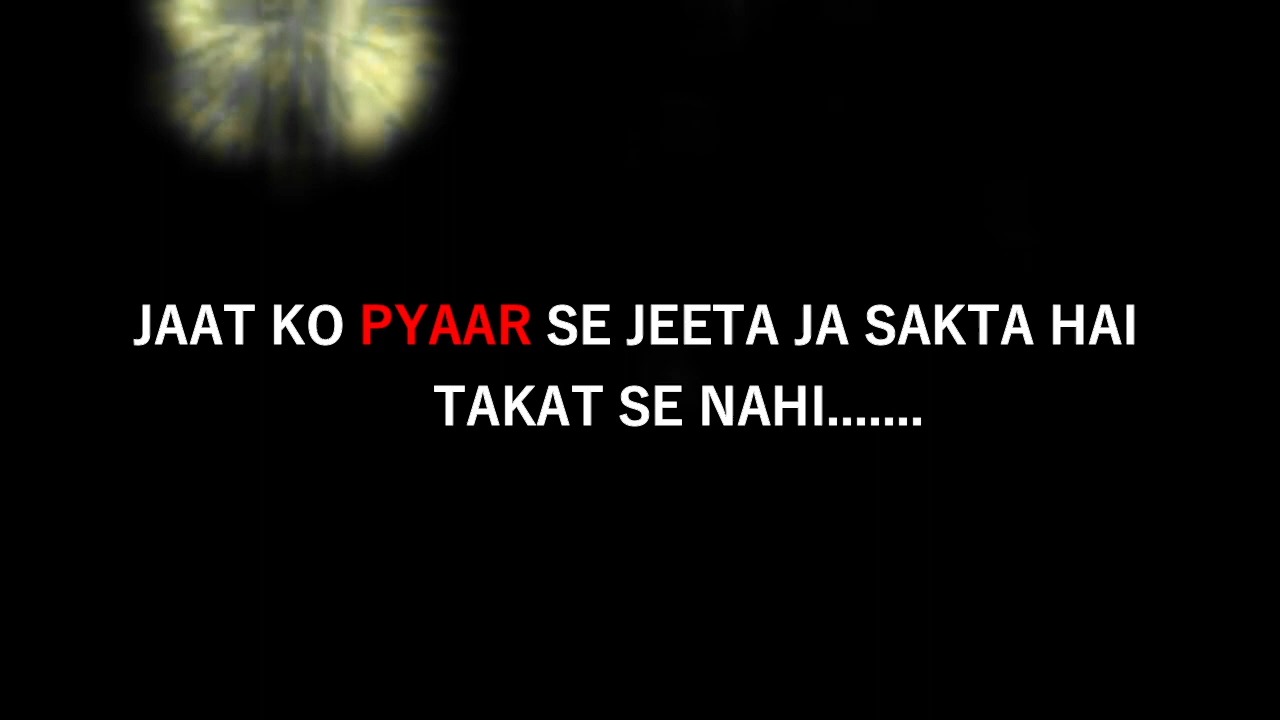 JAAT KO PYAAR SE JEETA JA SAKTA HAI
TAKAT SE NAHI.......